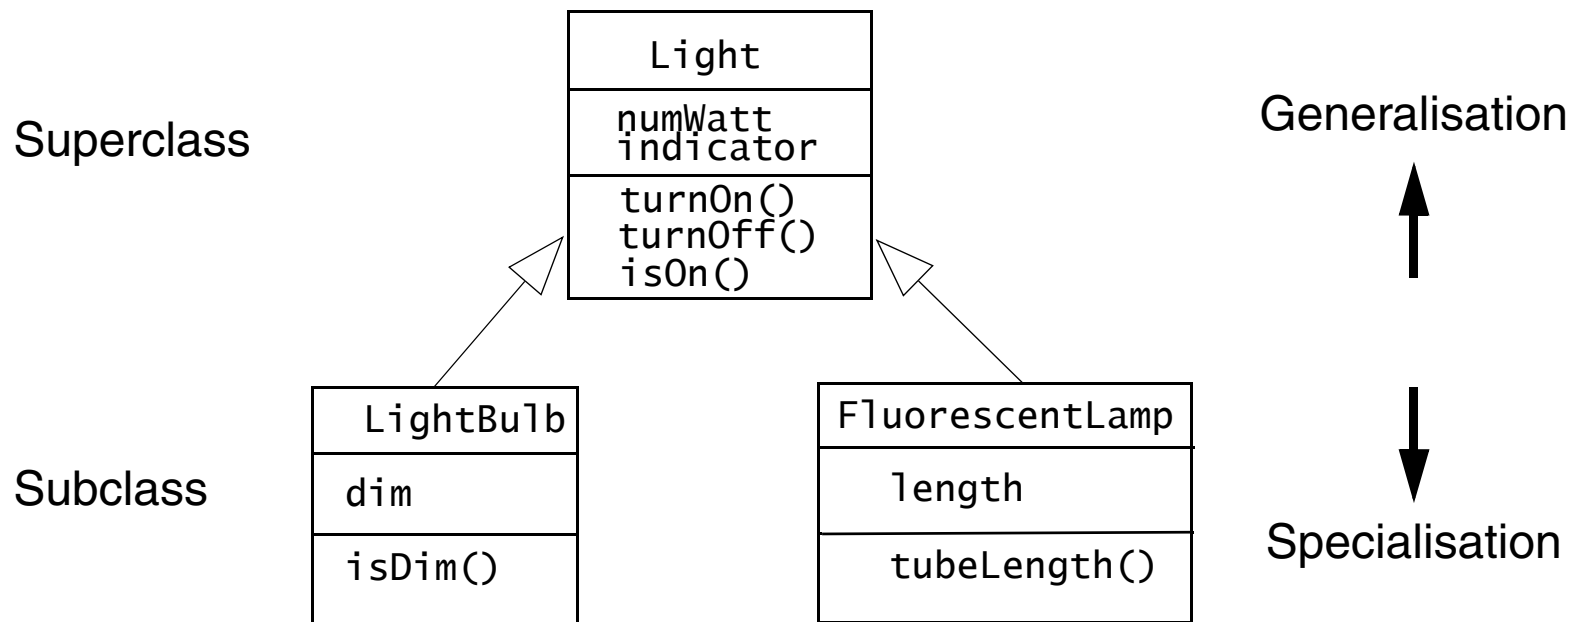 Light
numWatt
indicator
turnOn()
turnOff()
isOn()
Superclass
Generalisation
LightBulb
dim
isDim()
FluorescentLamp
length
tubeLength()
Subclass
Specialisation